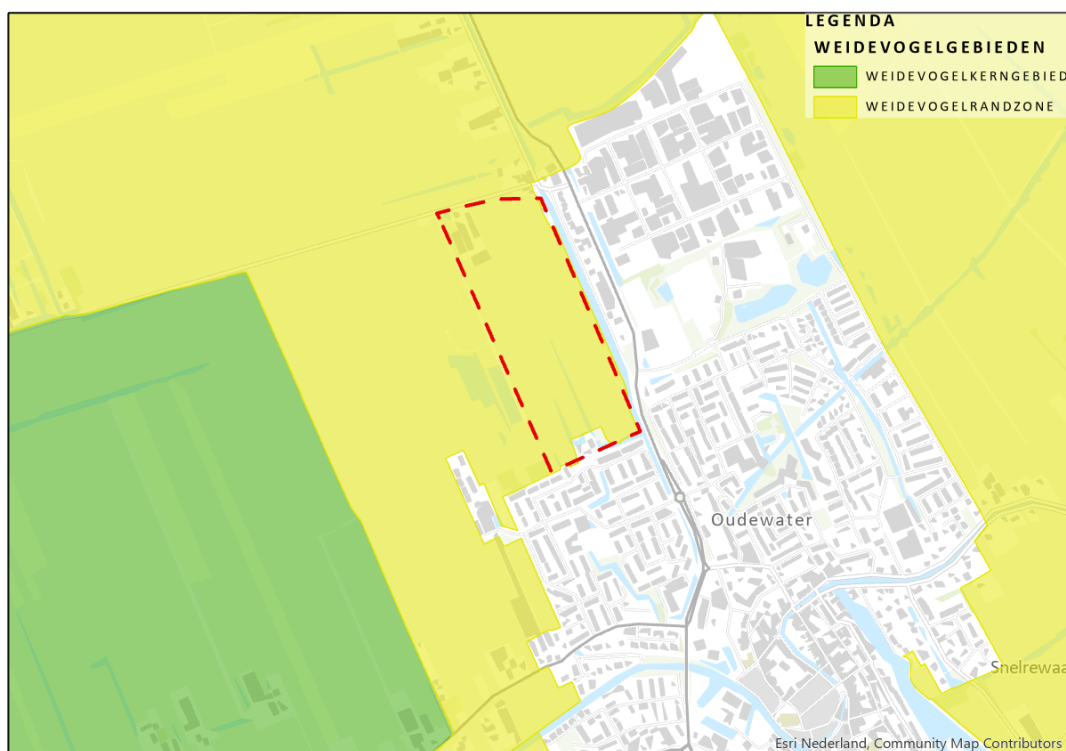 LEGENDA
WEIDEVOGELGEBIEDEN
WEIDEVOGELKERNGEBIED
WEIDEVOGELRANDZONE
Oudewater
Snelrewaa
Esri Nederland, Community Map Contributors